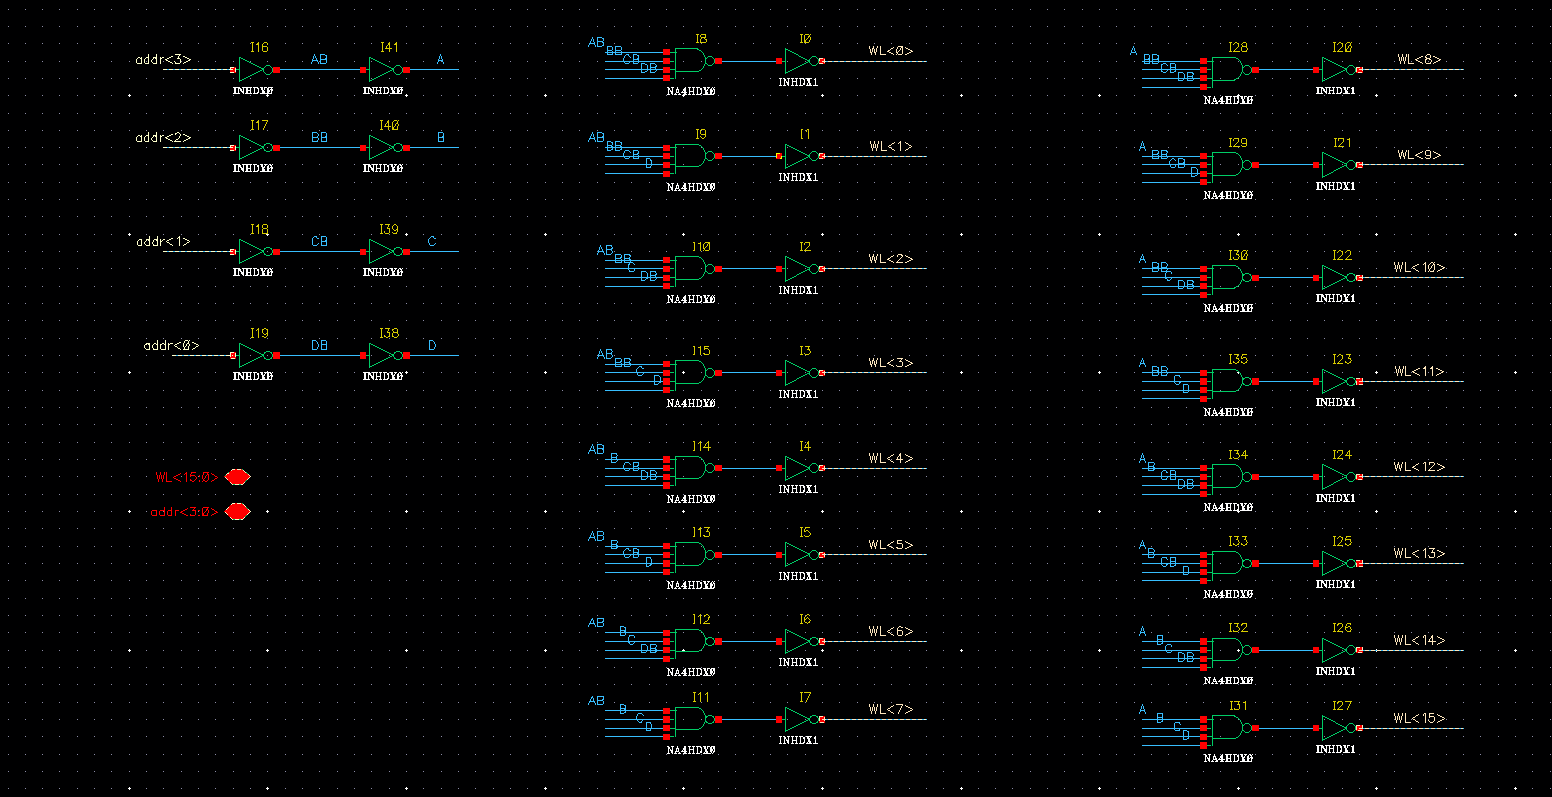 I16 I41
addr<3> AB A
INHDX0 INHDX0
I17 I40
addr<2> BB B
INHDX0 INHDX0
I18 I39
addr<1> CB C
INHDX0 INHDX0
I19 I38
addr<0> DB D
INHDX0 INHDX0
WL<15:0>
addr<3:0>
I8 I0
AB BB CB DB WL<0>
NA4HDX0 INHDX1
I9 I1
AB BB CB D WL<1>
NA4HDX0 INHDX1
I10 I2
AB BB C DB WL<2>
NA4HDX0 INHDX1
I15 I3
AB BB C D WL<3>
NA4HDX0 INHDX1
I14 I4
AB B CB DB WL<4>
NA4HDX0 INHDX1
I13 I5
AB B CB D WL<5>
NA4HDX0 INHDX1
I12 I6
AB B C DB WL<6>
NA4HDX0 INHDX1
I11 I7
AB B C D WL<7>
NA4HDX0 INHDX1
I28 I20
A BB CB DB WL<8>
NA4HDX0 INHDX1
I29 I21
A BB CB D WL<9>
NA4HDX0 INHDX1
I30 I22
A BB C DB WL<10>
NA4HDX0 INHDX1
I35 I23
A BB C D WL<11>
NA4HDX0 INHDX1
I34 I24
A B CB DB WL<12>
NA4HDX0 INHDX1
I33 I25
A B CB D WL<13>
NA4HDX0 INHDX1
I32 I26
A B C DB WL<14>
NA4HDX0 INHDX1
I31 I27
A B C D WL<15>
NA4HDX0 INHDX1